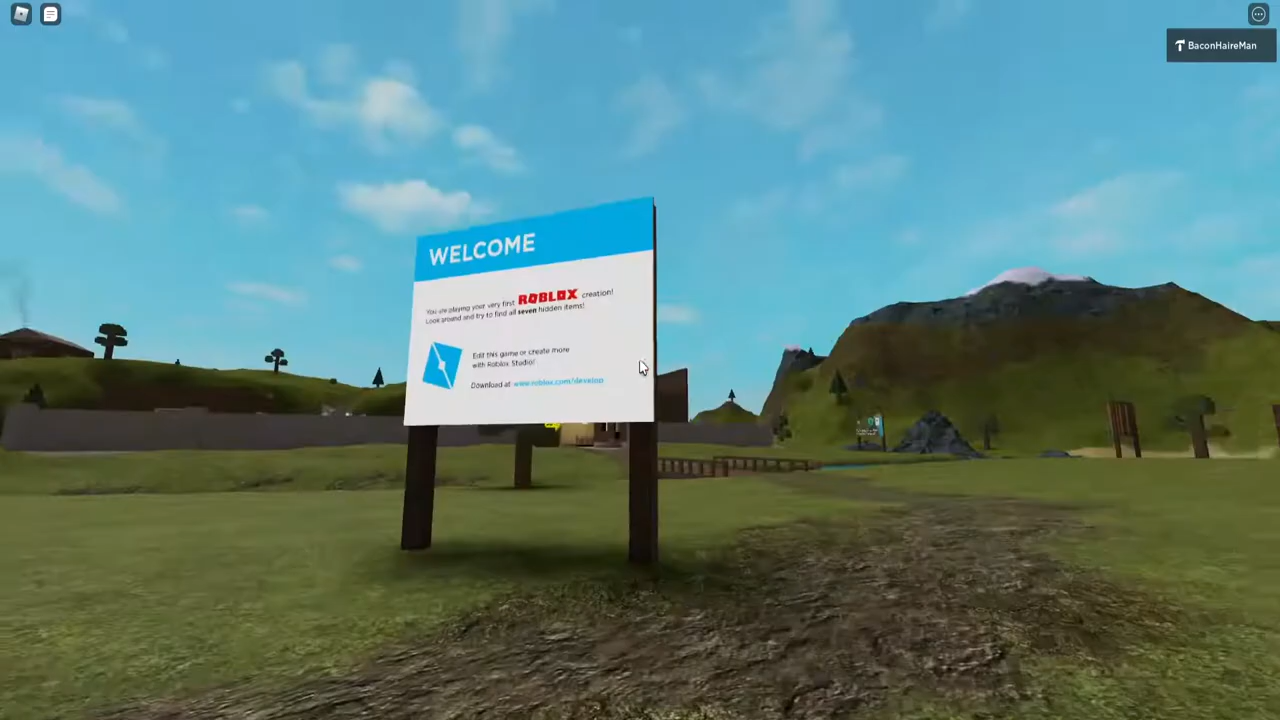 BaconHaireMan
WELCOME
You are playing your very first ROBLOX creation!
Look around and try to find all seven hidden items!
Edit this game or create more
with Roblox Studio!
Download at www.roblox.com/develop